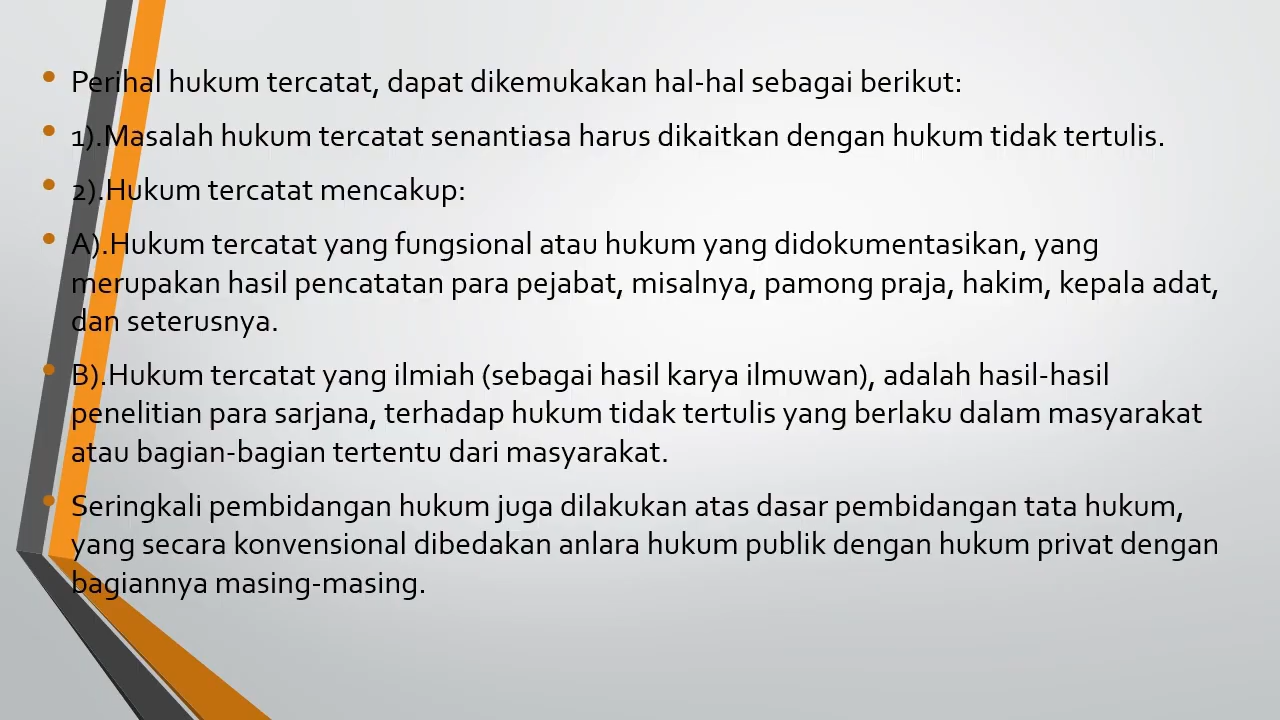 • Perihal hukum tercatat, dapat dikemukakan hal-hal sebagai berikut:
• 1).Masalah hukum tercatat senantiasa harus dikaitkan dengan hukum tidak tertulis.
• 2).Hukum tercatat mencakup:
• A).Hukum tercatat yang fungsional atau hukum yang didokumentasikan, yang
merupakan hasil pencatatan para pejabat, misalnya, pamong praja, hakim, kepala adat,
dan seterusnya.
• B).Hukum tercatat yang ilmiah (sebagai hasil karya ilmuwan), adalah hasil-hasil
penelitian para sarjana, terhadap hukum tidak tertulis yang berlaku dalam masyarakat
atau bagian-bagian tertentu dari masyarakat.
• Seringkali pembidangan hukum juga dilakukan atas dasar pembidangan tata hukum,
yang secara konvensional dibedakan anlara hukum publik dengan hukum privat dengan
bagiannya masing-masing.